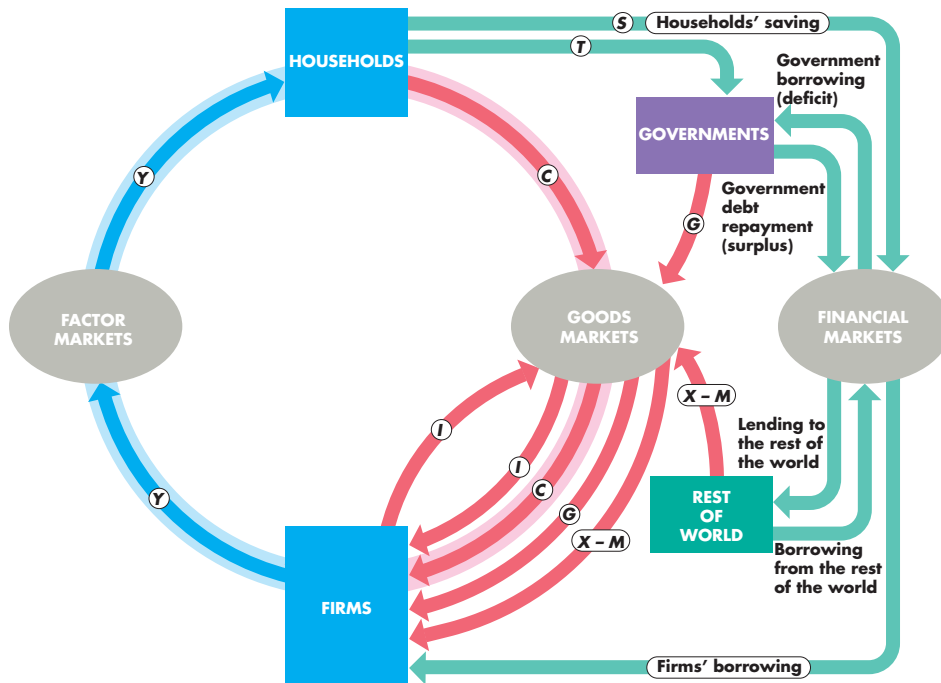 S
Households' saving
T
HOUSEHOLDS
Government
borrowing
(deficit)
GOVERNMENTS
Y
C
Government
debt
repayment
(surplus)
G
FACTOR
MARKETS
GOODS
MARKETS
FINANCIAL
MARKETS
X – M
I
Lending to
the rest of
the world
I
Y
C
G
REST
OF
WORLD
X – M
Borrowing
from the rest
of the world
FIRMS
Firms' borrowing